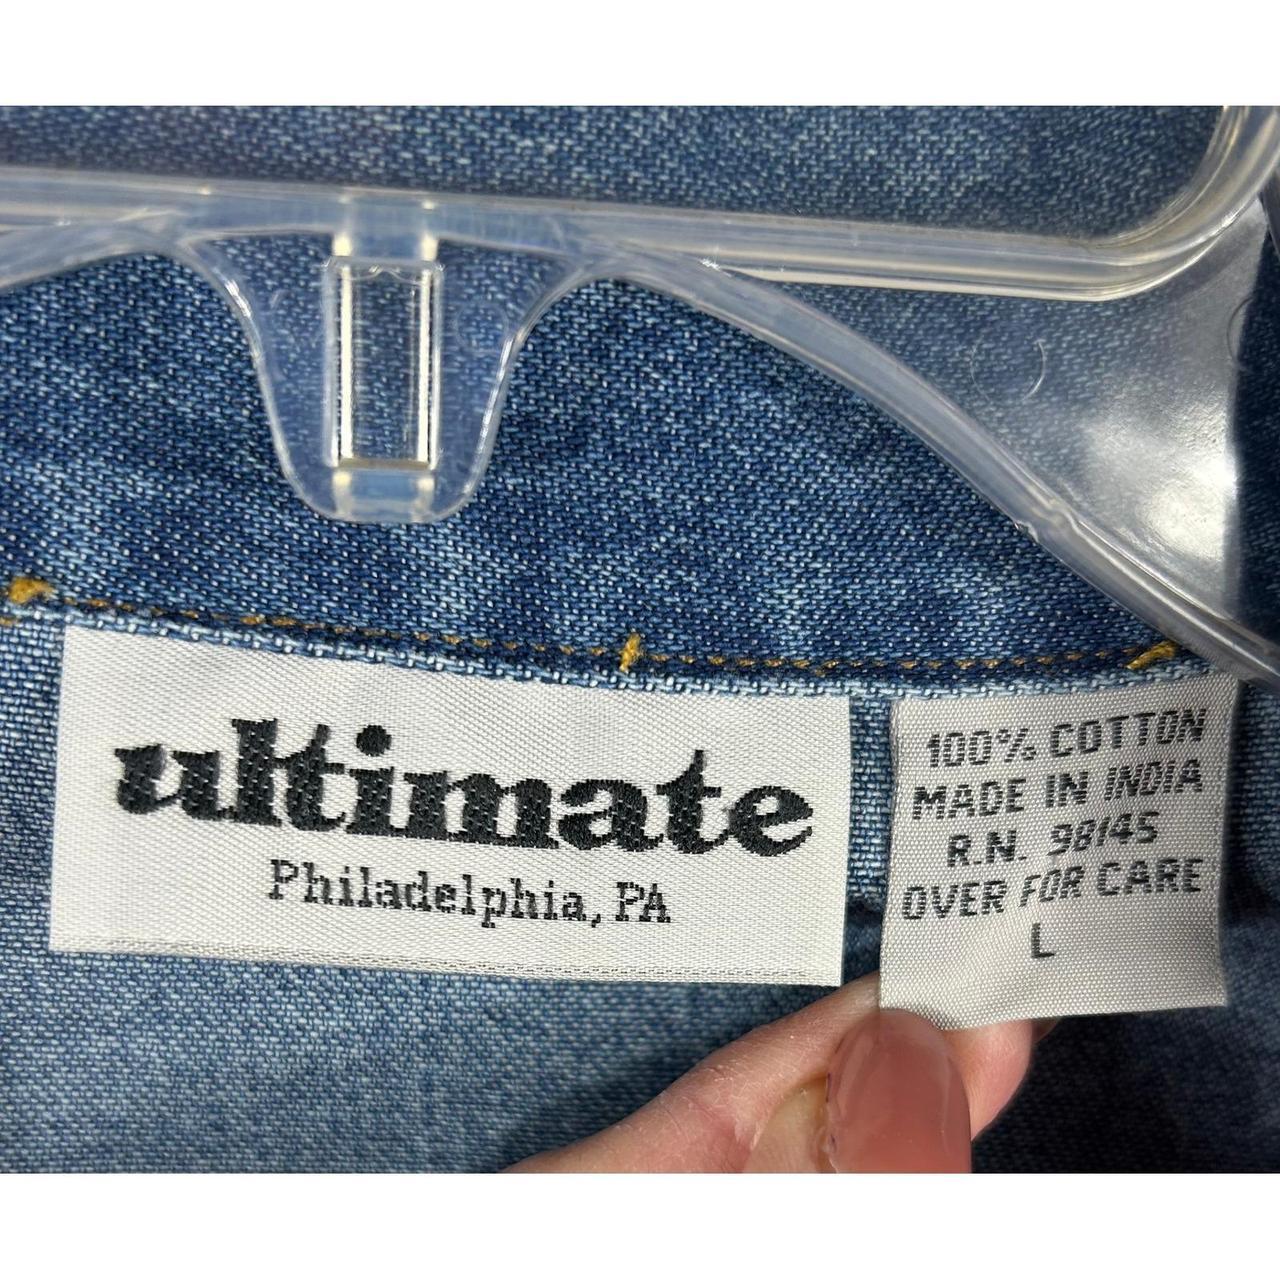 ultimate
Philadelphia, PA
100% COTTON
MADE IN INDIA
R.N. 98145
OVER FOR CARE
L